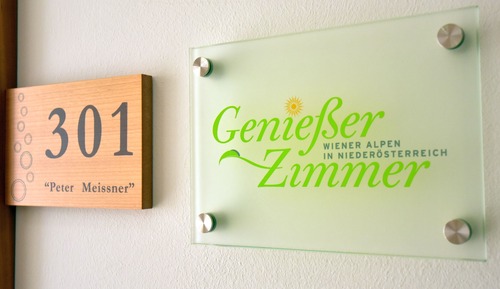 301
“Peter Meissner”
Genießer
WIENER ALPEN
IN NIEDERÖSTERREICH
Zimmer